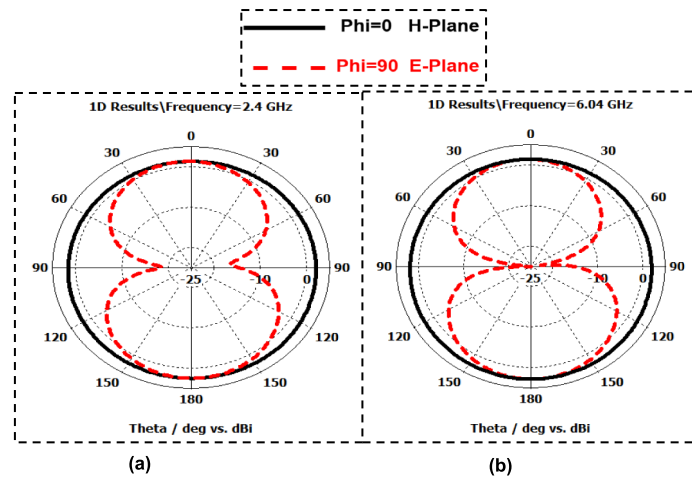 Phi=0 H-Plane
Phi=90 E-Plane
1D Results\Frequency=2.4 GHz
0
30 30
60 60
90 -25 -10 0 90
120 120
150 150
180
Theta / deg vs. dBi
(a)
1D Results\Frequency=6.04 GHz
0
30 30
60 60
90 -25 -10 0 90
120 120
150 150
180
Theta / deg vs. dBi
(b)